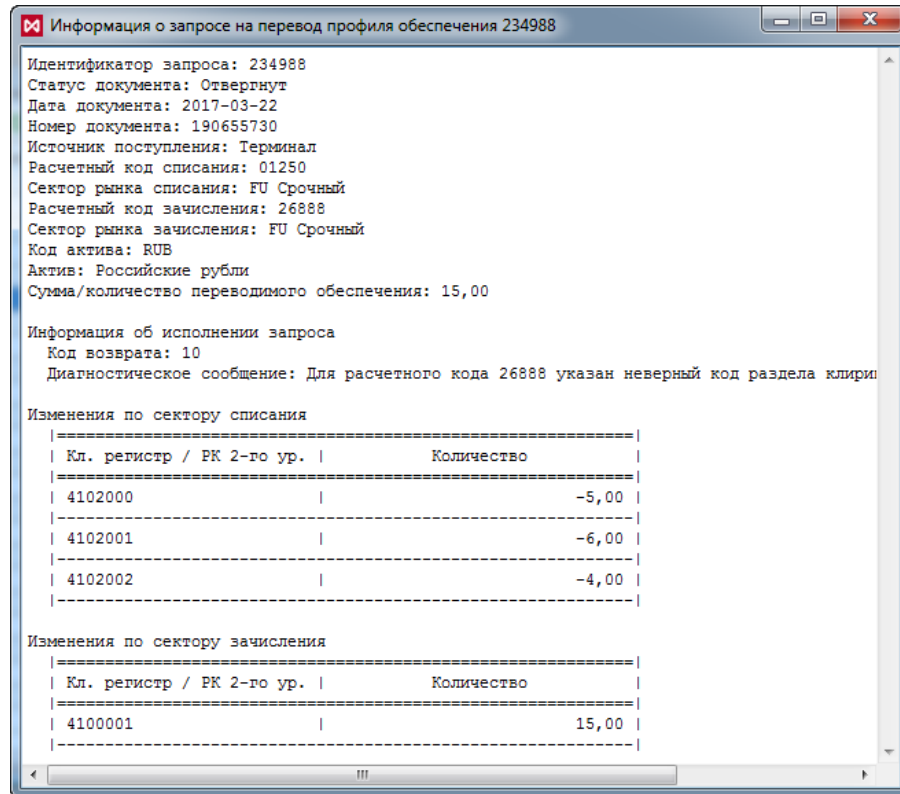 Информация о запросе на перевод профиля обеспечения 234988
Идентификатор запроса: 234988
Статус документа: Отвергнут
Дата документа: 2017-03-22
Номер документа: 190655730
Источник поступления: Терминал
Расчетный код списания: 01250
Сектор рынка списания: FU Срочный
Расчетный код зачисления: 26888
Сектор рынка зачисления: FU Срочный
Код актива: RUB
Актив: Российские рубли
Сумма/количество переводимого обеспечения: 15,00
Информация об исполнении запроса
Код возврата: 10
Диагностическое сообщение: Для расчетного кода 26888 указан неверный код раздела
Изменения по сектору списания
|============================================================|
| Кл. регистр / РК 2-го ур. | Количество |
|============================================================|
| 4102000 | -5,00 |
|------------------------------------------------------------|
| 4102001 | -6,00 |
|------------------------------------------------------------|
| 4102002 | -4,00 |
|------------------------------------------------------------|
Изменения по сектору зачисления
|============================================================|
| Кл. регистр / РК 2-го ур. | Количество |
|============================================================|
| 4100001 | 15,00 |
|------------------------------------------------------------|